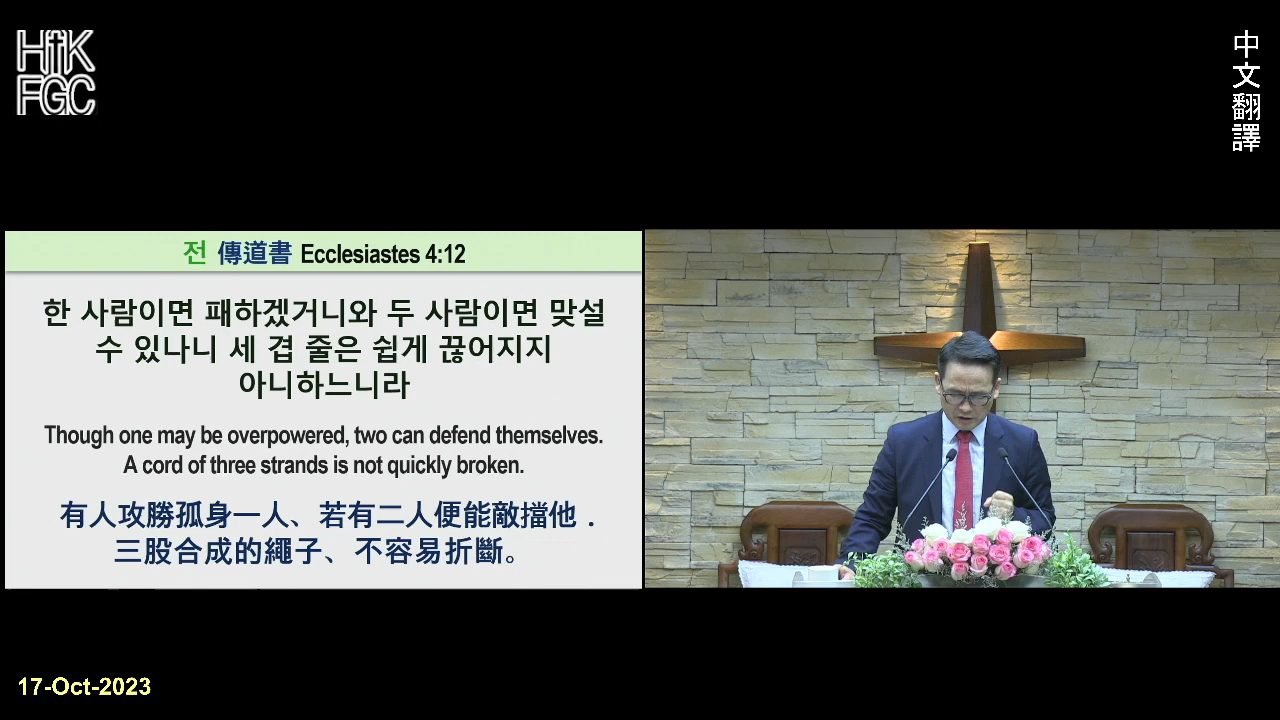 HfK
FGC
中文翻譯
전 傳道書 Ecclesiastes 4:12
한 사람이면 패하겠거니와 두 사람이면 맞설
수 있나니 세 겹 줄은 쉽게 끊어지지
아니하느니라
Though one may be overpowered, two can defend themselves.
A cord of three strands is not quickly broken.
有人攻勝孤身一人、若有二人便能敵擋他．
三股合成的繩子、不容易折斷。
17-Oct-2023